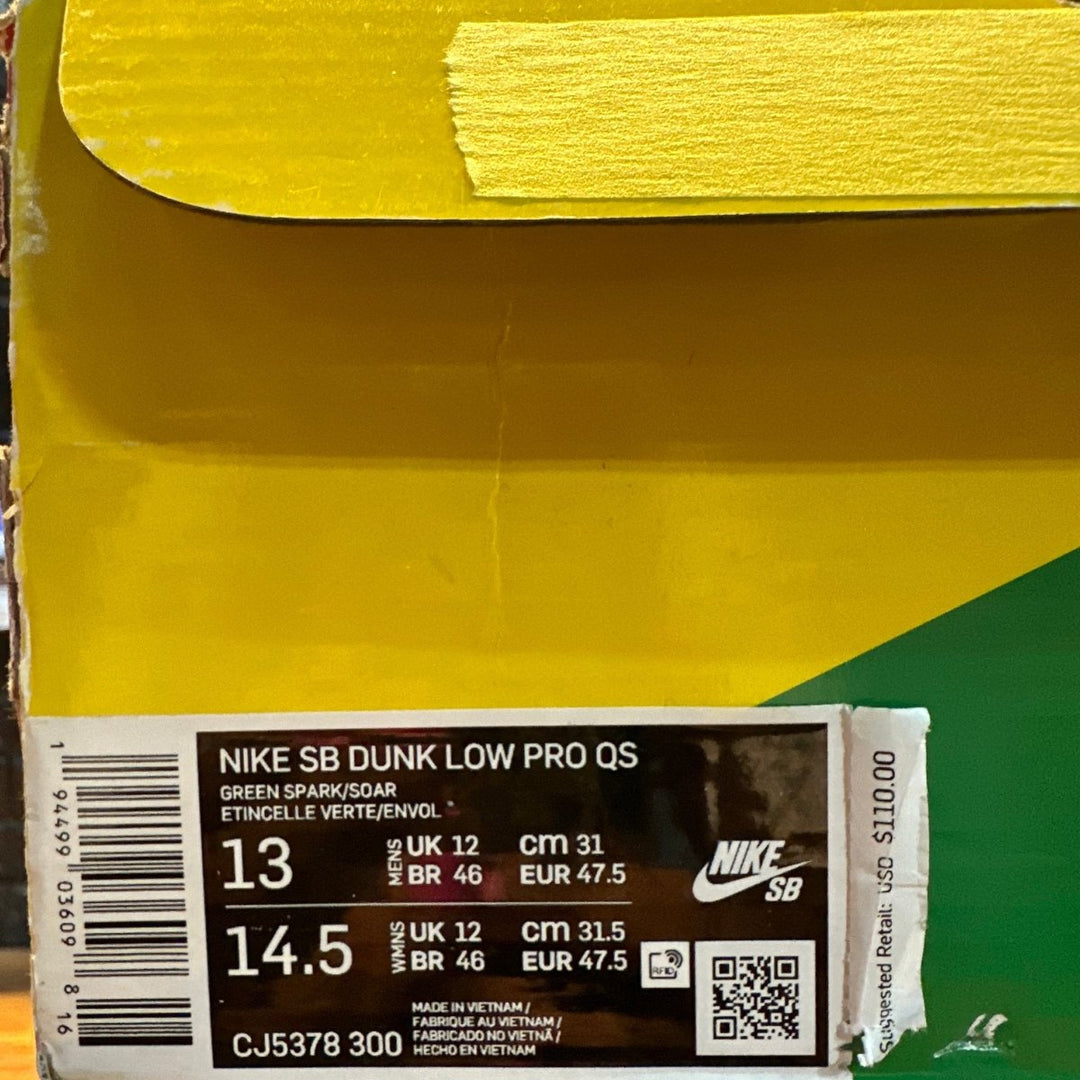 NIKE SB DUNK LOW PRO QS
GREEN SPARK/SOAR
ETINCELLE VERTE/ENVOL
13 MENS UK 12 cm 31
BR 46 EUR 47.5
14.5 WMNS UK 12 cm 31.5
BR 46 EUR 47.5
MADE IN VIETNAM /
FABRIQUE AU VIETNAM /
FABRICADO NO VIETNÃ /
HECHO EN VIETNAM
CJ5378 300
NIKE
SB
RFID
1 94499 03609 8 16
Suggested Retail: USD $110.00